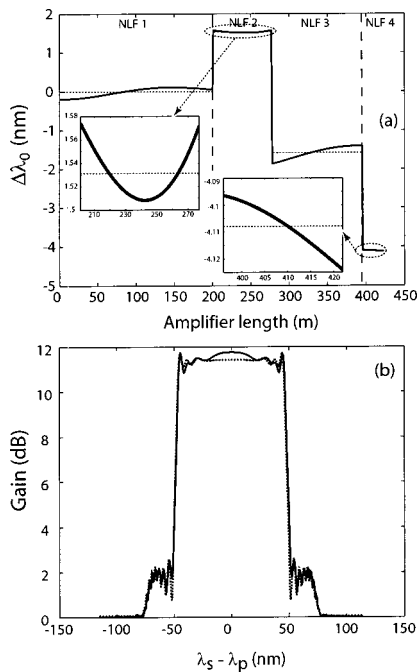 NLF 1 NLF 2 NLF 3 NLF 4
2
1
0
-1
-2
-3
-4
-5
Δλ₀ (nm)
(a)
1.58
1.56
1.54
1.52
1.5
210 230 250 270
-4.09
-4.1
-4.11
-4.12
400 405 410 415 420
0 50 100 150 200 250 300 350 400 450
Amplifier length (m)
12
10
8
6
4
2
0
Gain (dB)
(b)
-150 -100 -50 0 50 100 150
λs - λp (nm)